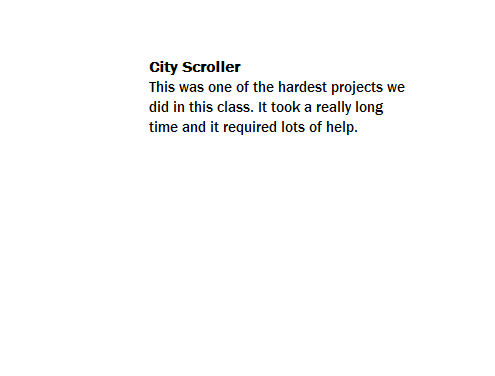 City Scroller
This was one of the hardest projects we
did in this class. It took a really long
time and it required lots of help.